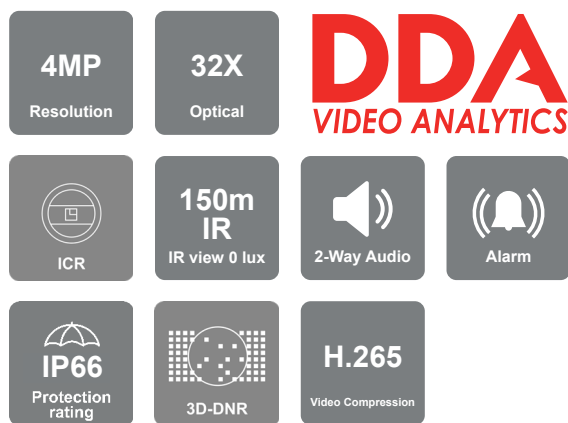 4MP
Resolution
32X
Optical
DDA
VIDEO ANALYTICS
ICR
150m
IR
IR view 0 lux
2-Way Audio
Alarm
IP66
Protection
rating
3D-DNR
H.265
Video Compression